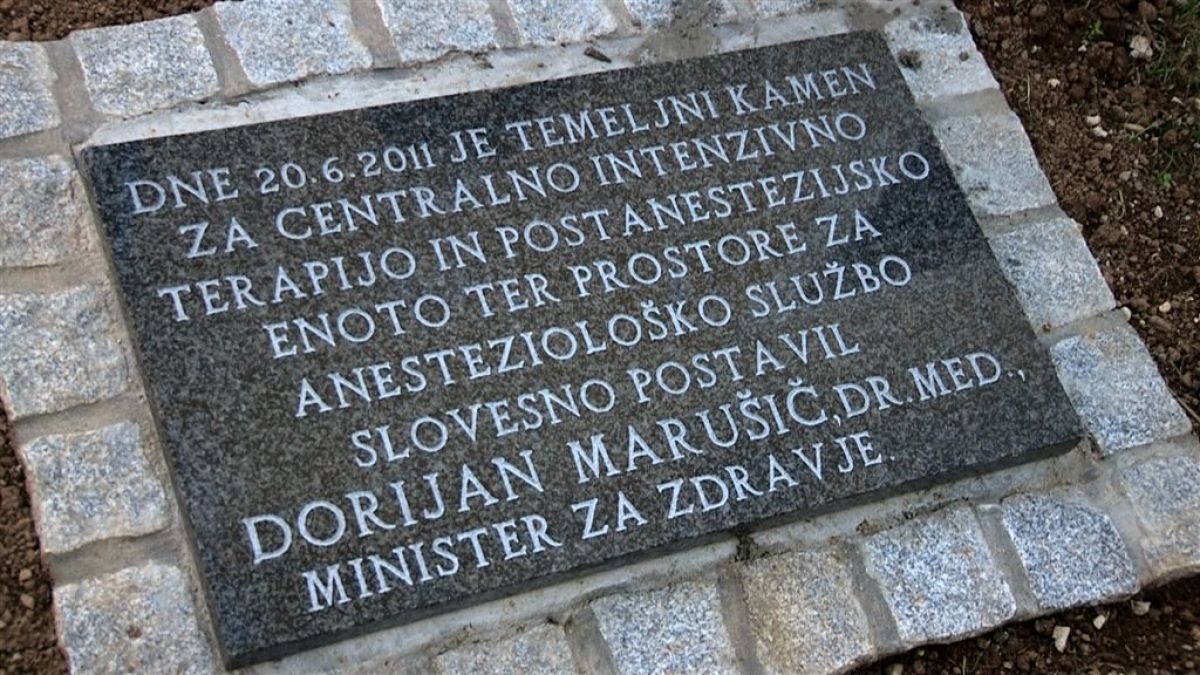 DNE 20.6.2011 JE TEMELJNI KAMEN
ZA CENTRALNO INTENZIVNO
TERAPIJO IN POSTANESTEZIJSKO
ENOTO TER PROSTORE ZA
ANESTEZIOLOŠKO SLUŽBO
SLOVESNO POSTAVIL
DORIJAN MARUŠIČ, DR. MED.,
MINISTER ZA ZDRAVJE.